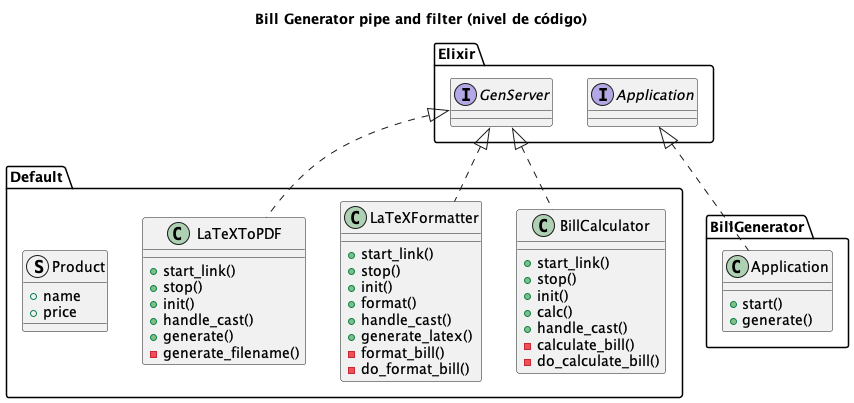 Bill Generator pipe and filter (nivel de código)
Elixir
I GenServer
I Application
Default
S Product
name
price
C LaTeXToPDF
start_link()
stop()
init()
handle_cast()
generate()
generate_filename()
C LaTeXFormatter
start_link()
stop()
init()
format()
handle_cast()
generate_latex()
format_bill()
do_format_bill()
C BillCalculator
start_link()
stop()
init()
calc()
handle_cast()
calculate_bill()
do_calculate_bill()
BillGenerator
C Application
start()
generate()